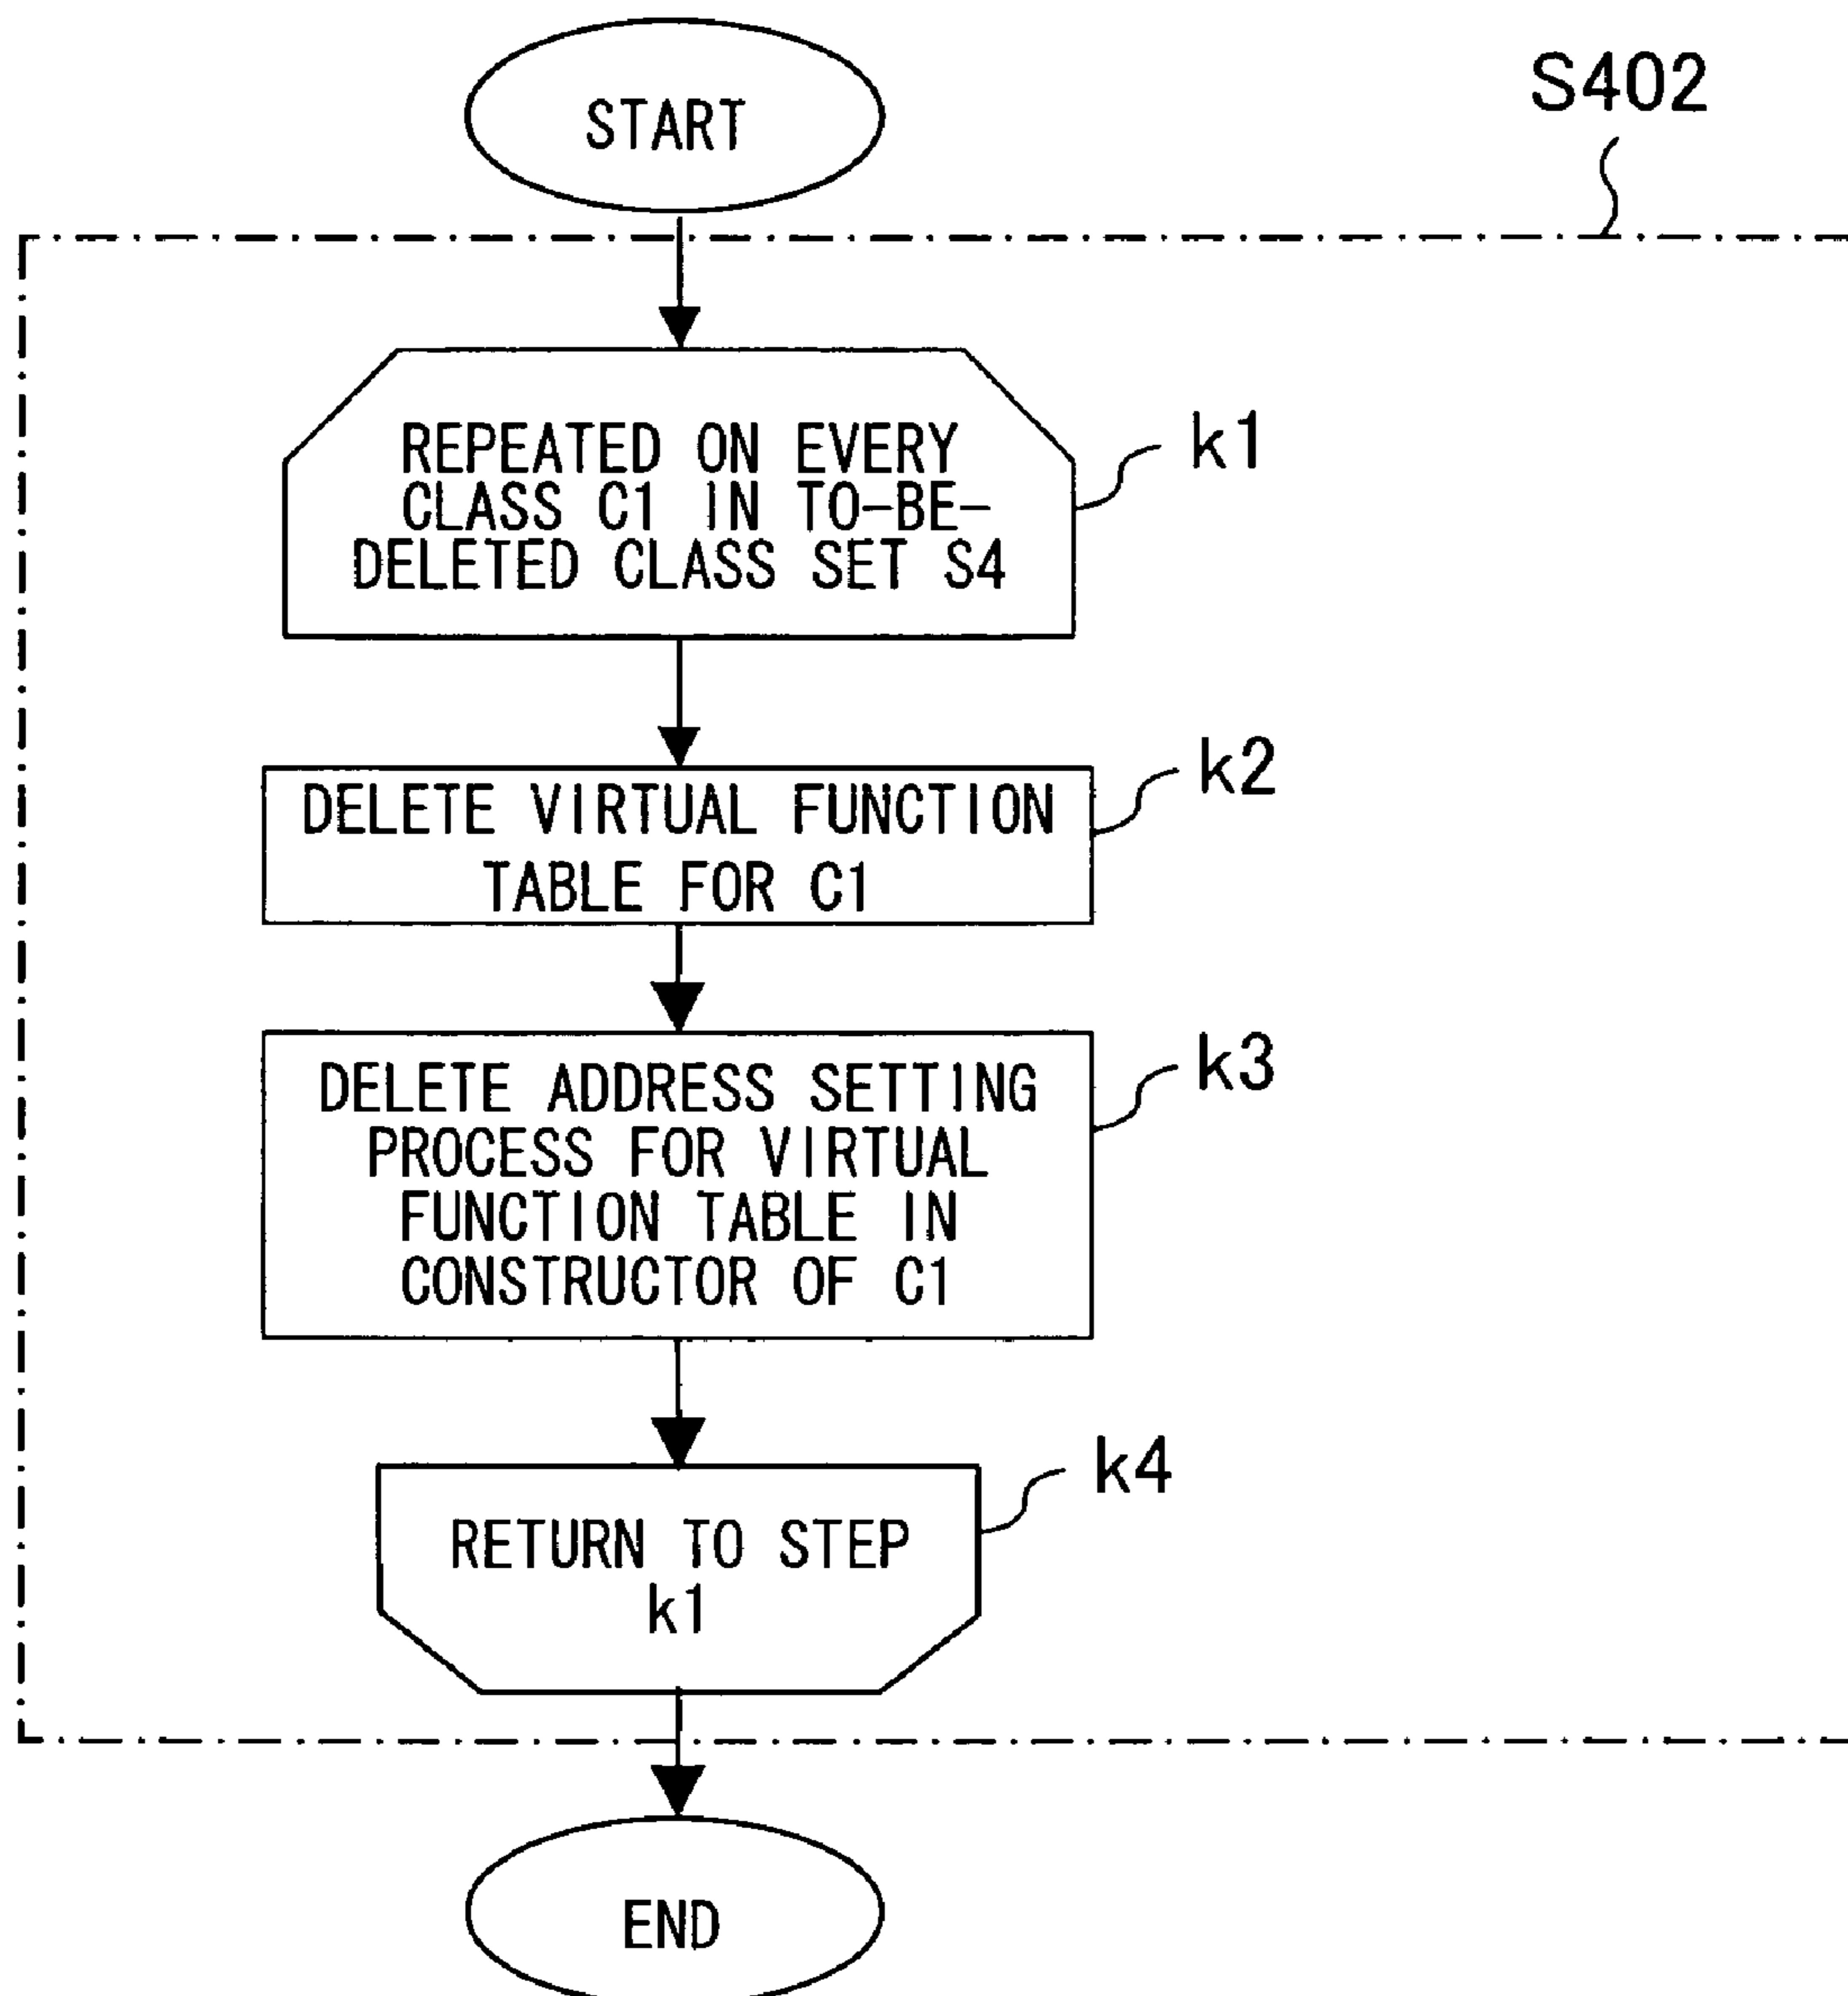 START
S402
REPEATED ON EVERY
CLASS C1 IN TO-BE-
DELETED CLASS SET S4
k1
DELETE VIRTUAL FUNCTION
TABLE FOR C1
k2
DELETE ADDRESS SETTING
PROCESS FOR VIRTUAL
FUNCTION TABLE IN
CONSTRUCTOR OF C1
k3
RETURN TO STEP
k1
k4
END